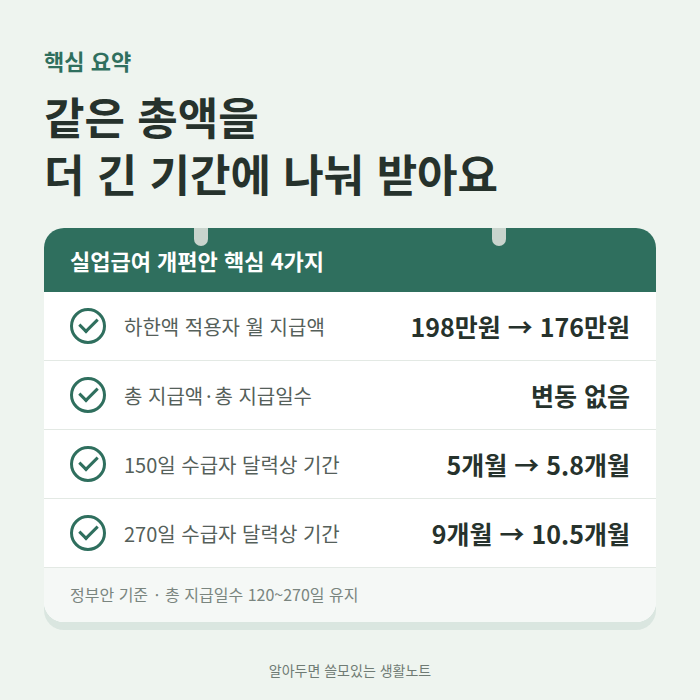 핵심 요약
같은 총액을
더 긴 기간에 나눠 받아요
실업급여 개편안 핵심 4가지
하한액 적용자 월 지급액 198만원 → 176만원
총 지급액·총 지급일수 변동 없음
150일 수급자 달력상 기간 5개월 → 5.8개월
270일 수급자 달력상 기간 9개월 → 10.5개월
정부안 기준 · 총 지급일수 120~270일 유지
알아두면 쓸모있는 생활노트